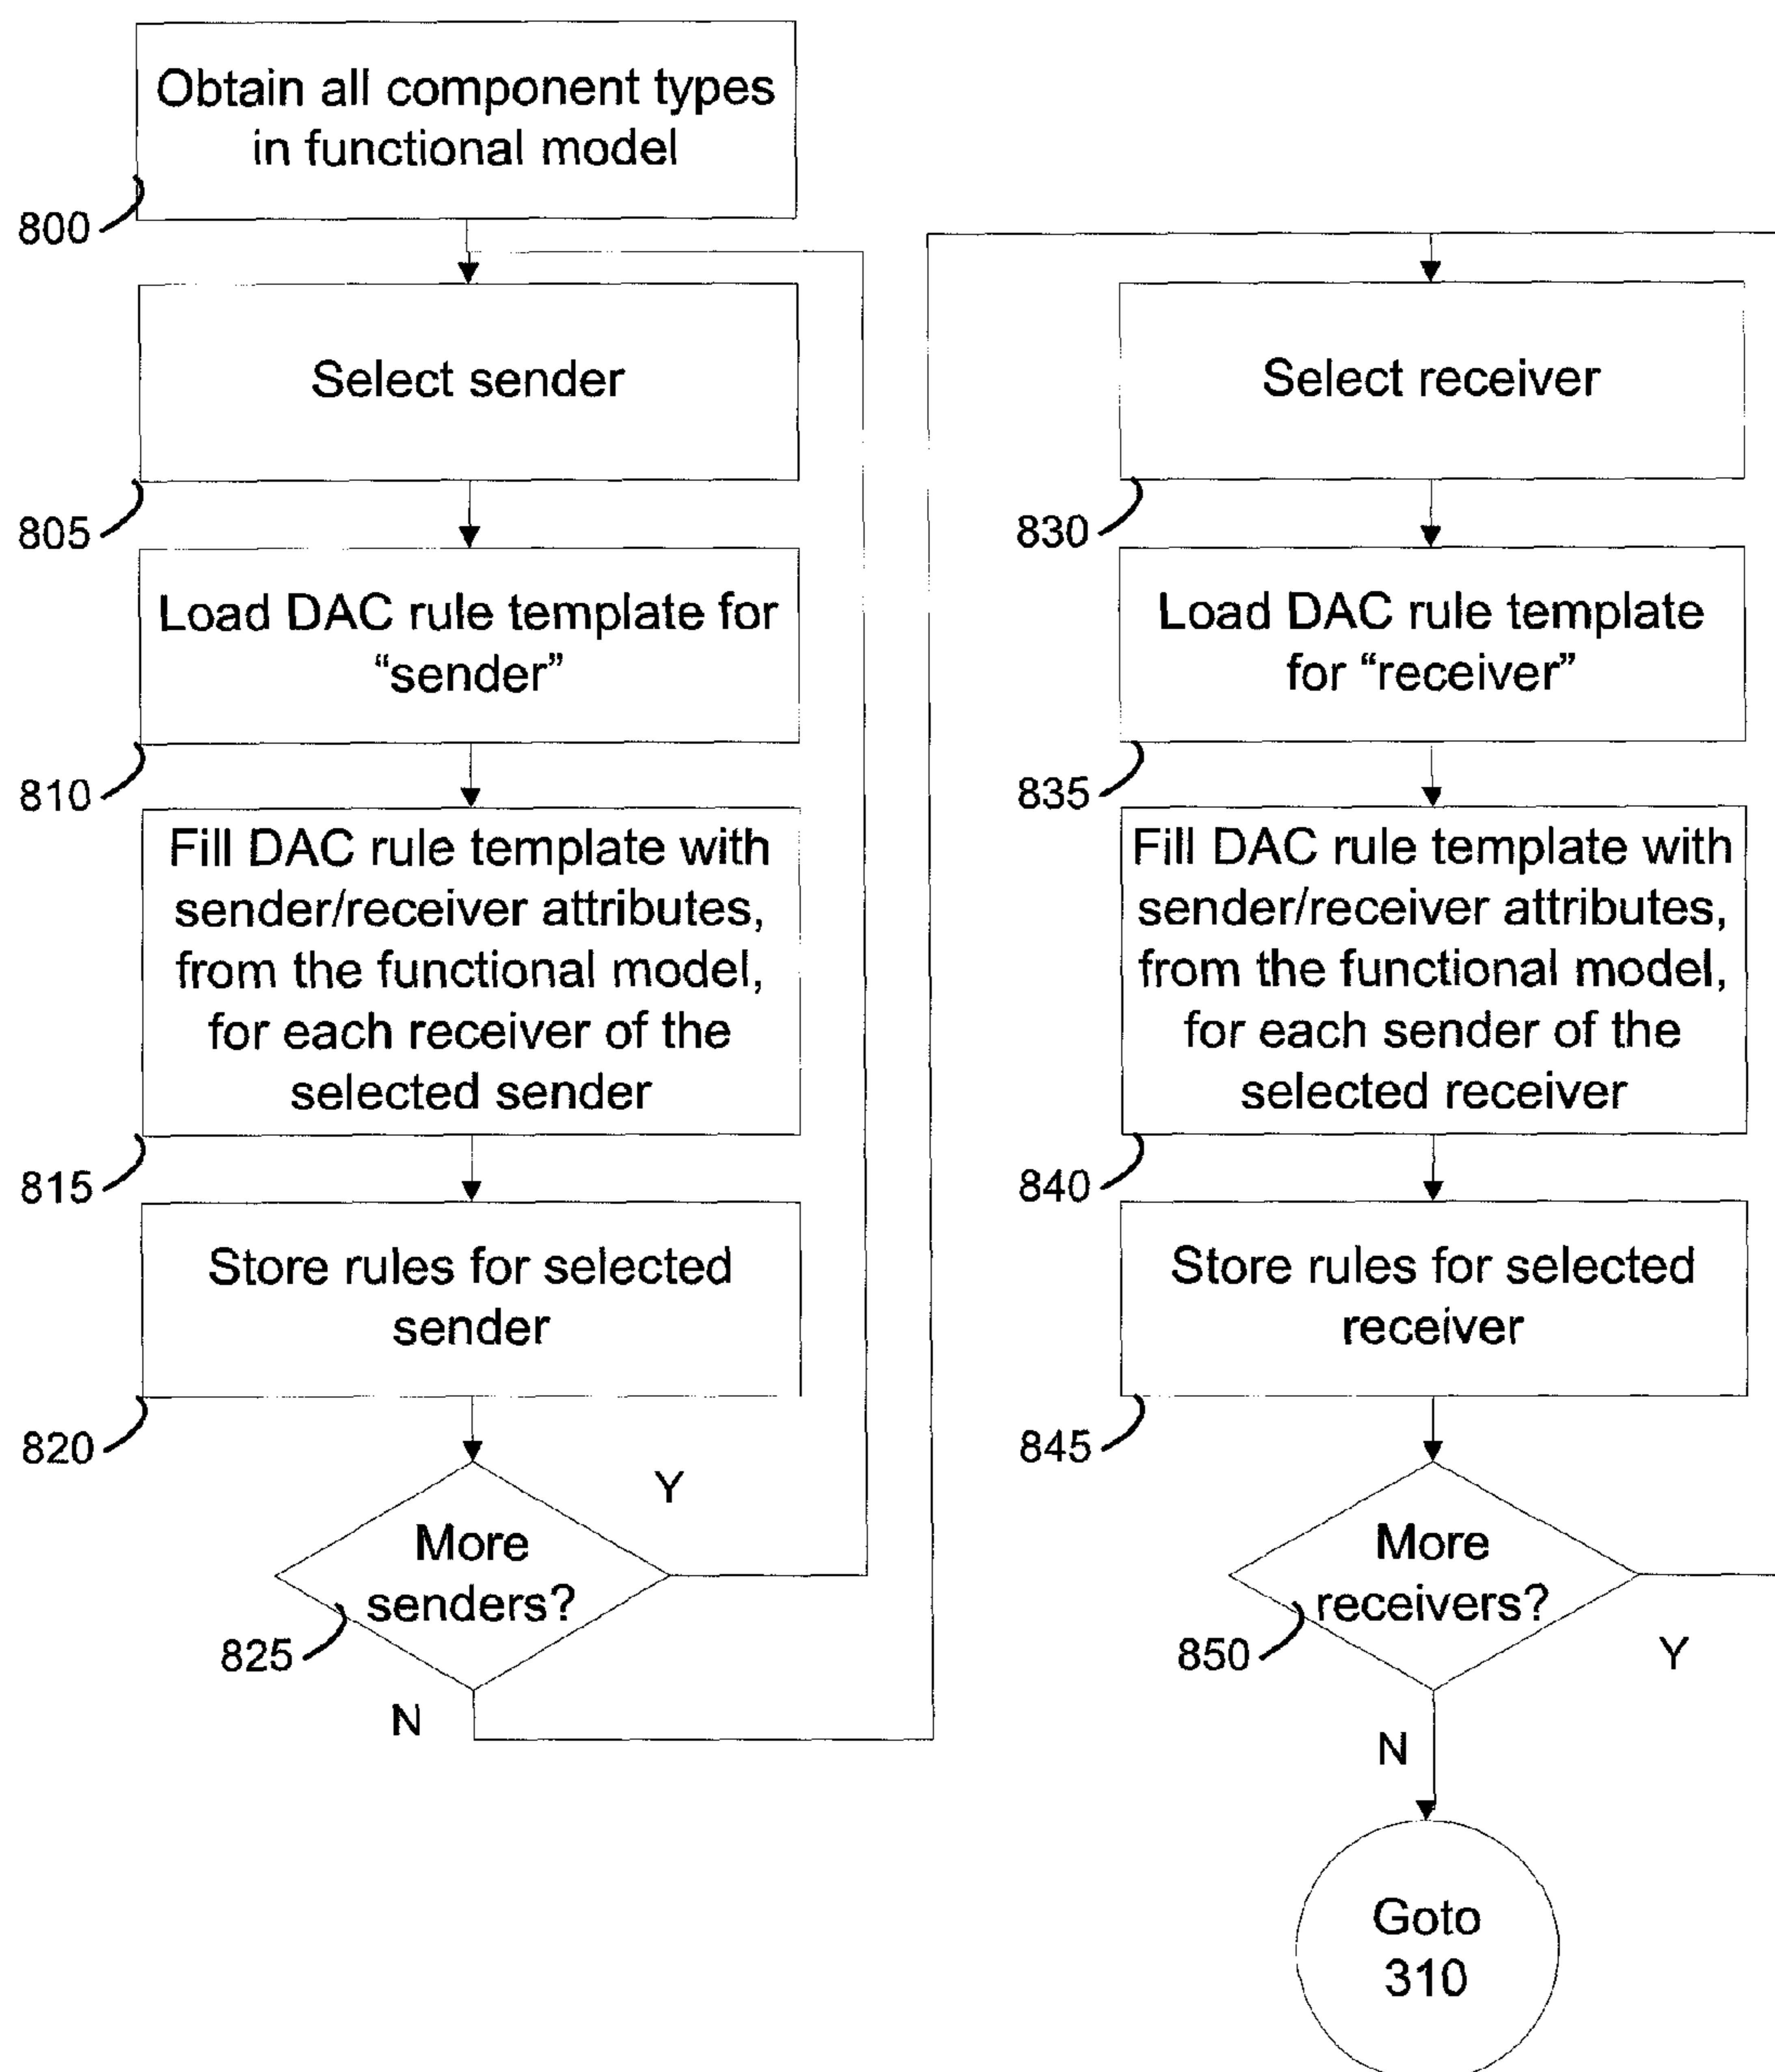 Obtain all component types
in functional model
800
Select sender
805
Load DAC rule template for
“sender”
810
Fill DAC rule template with
sender/receiver attributes,
from the functional model,
for each receiver of the
selected sender
815
Store rules for selected
sender
820
More
senders?
825
Y
N
Select receiver
830
Load DAC rule template
for “receiver”
835
Fill DAC rule template with
sender/receiver attributes,
from the functional model,
for each sender of the
selected receiver
840
Store rules for selected
receiver
845
More
receivers?
850
Y
N
Goto
310